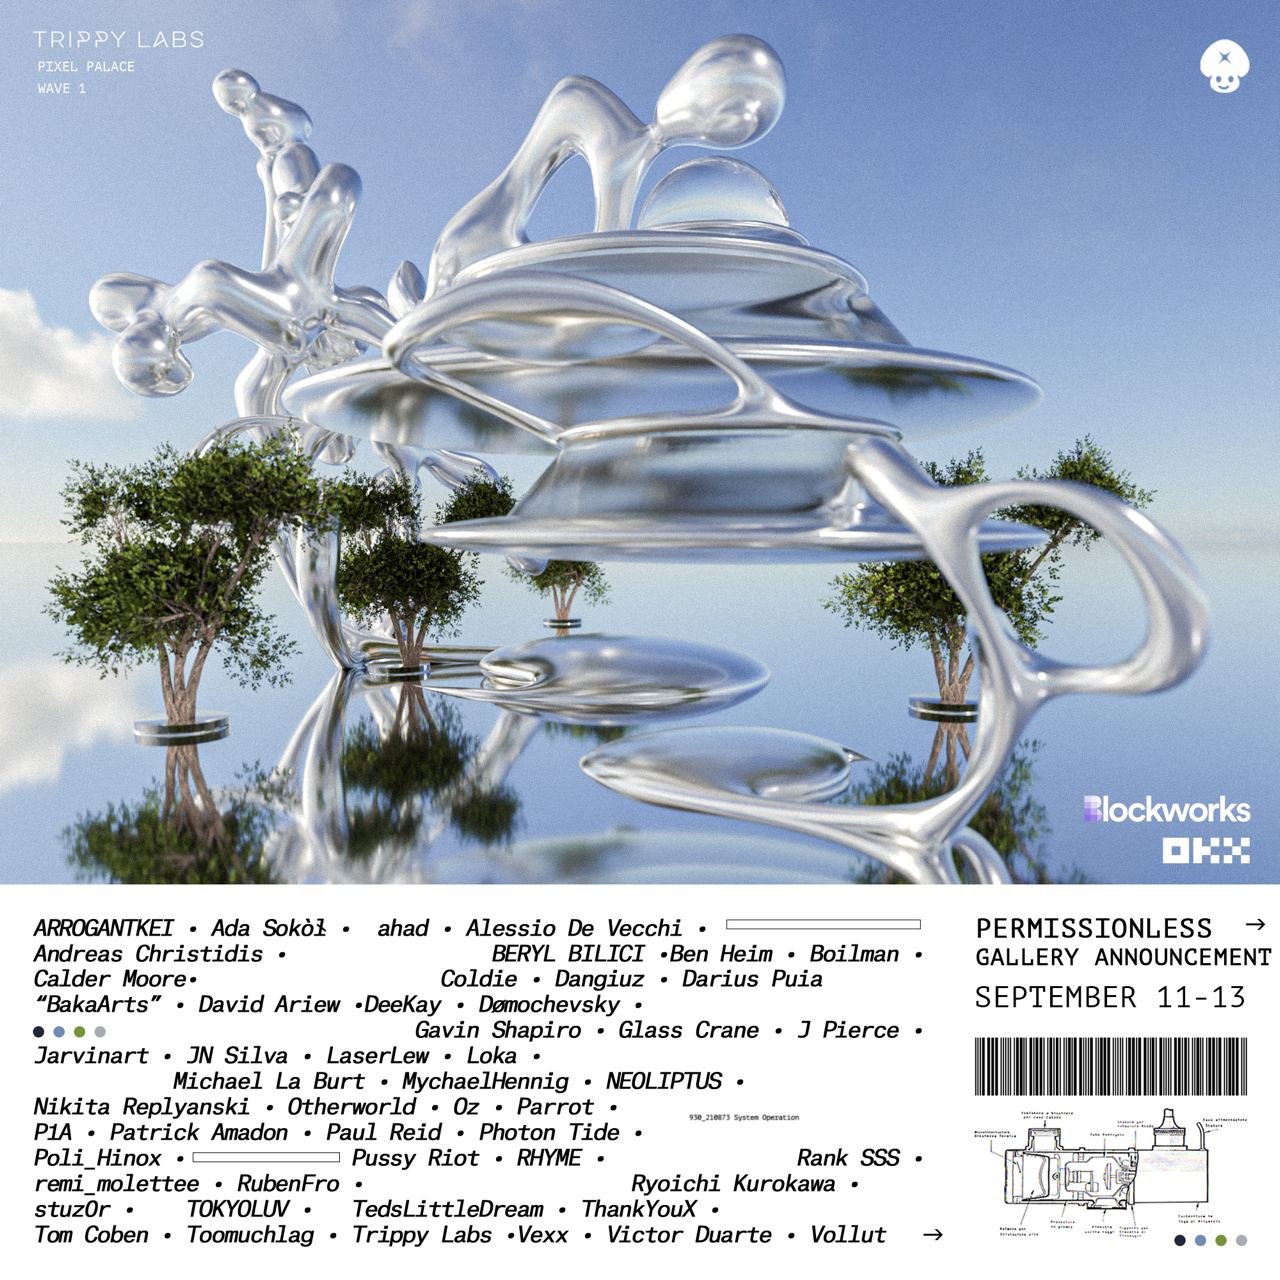 TRIPPY LABS
PIXEL PALACE
WAVE 1
Blockworks
OKX
ARROGANTKEI • Ada Sokòł • ahad • Alessio De Vecchi •
Andreas Christidis • BERYL BILICI •Ben Heim • Boilman •
Calder Moore• Coldie • Dangiuz • Darius Puia
“BakaArts” • David Ariew •DeeKay • Dømochevsky •
Gavin Shapiro • Glass Crane • J Pierce •
Jarvinart • JN Silva • LaserLew • Loka •
Michael La Burt • MychaelHennig • NEOLIPTUS •
Nikita Replyanski • Otherworld • Oz • Parrot •
930_210873 System Operation
P1A • Patrick Amadon • Paul Reid • Photon Tide •
Poli_Hinox • Pussy Riot • RHYME • Rank SSS •
remi_molettee • RubenFro • Ryoichi Kurokawa •
stuzOr • TOKYOLUV • TedsLittleDream • ThankYouX •
Tom Coben • Toomuchlag • Trippy Labs •Vexx • Victor Duarte • Vollut →
PERMISSIONLESS →
GALLERY ANNOUNCEMENT
SEPTEMBER 11-13